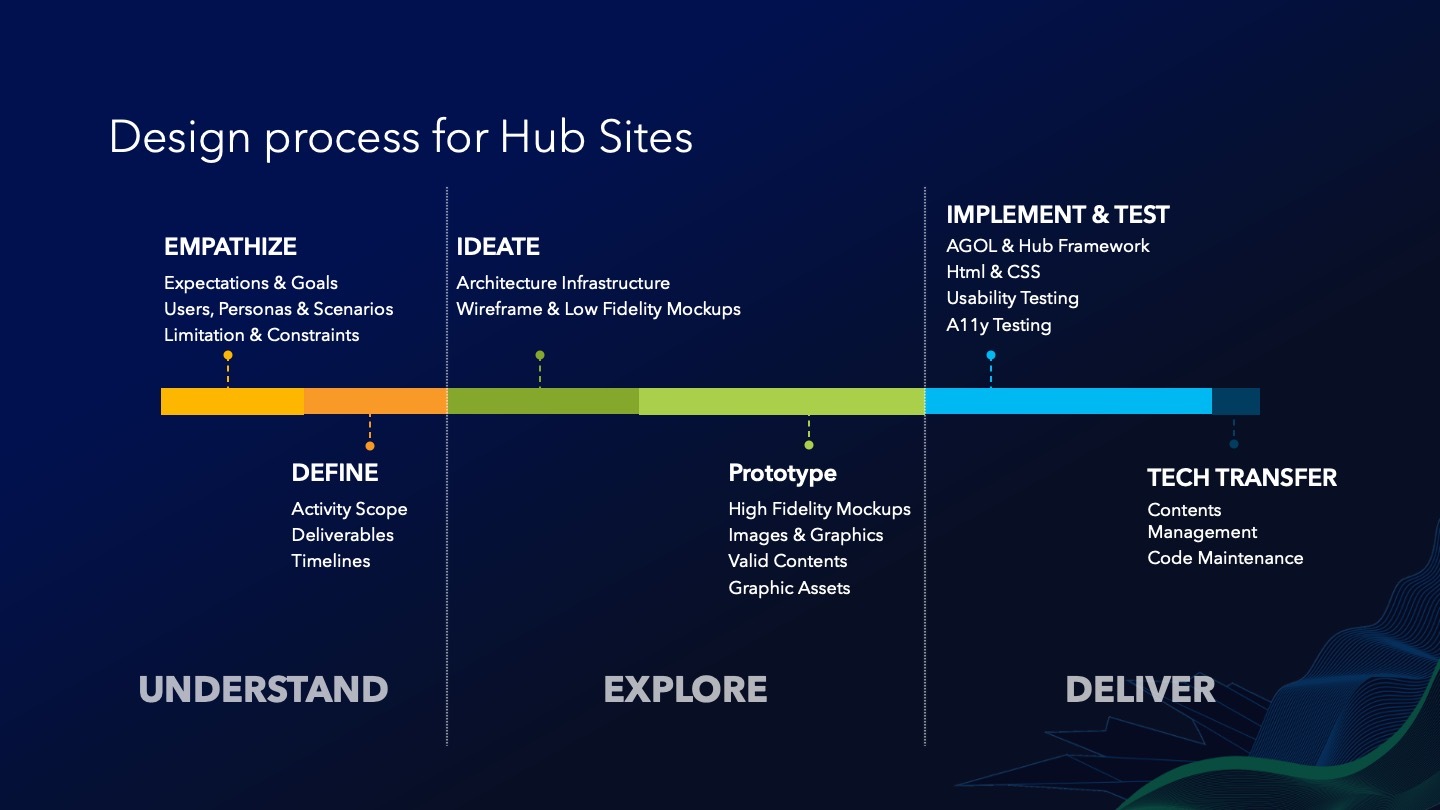 Design process for Hub Sites
EMPATHIZE
Expectations & Goals
Users, Personas & Scenarios
Limitation & Constraints
IDEATE
Architecture Infrastructure
Wireframe & Low Fidelity Mockups
IMPLEMENT & TEST
AGOL & Hub Framework
Html & CSS
Usability Testing
A11y Testing
DEFINE
Activity Scope
Deliverables
Timelines
Prototype
High Fidelity Mockups
Images & Graphics
Valid Contents
Graphic Assets
TECH TRANSFER
Contents
Management
Code Maintenance
UNDERSTAND
EXPLORE
DELIVER